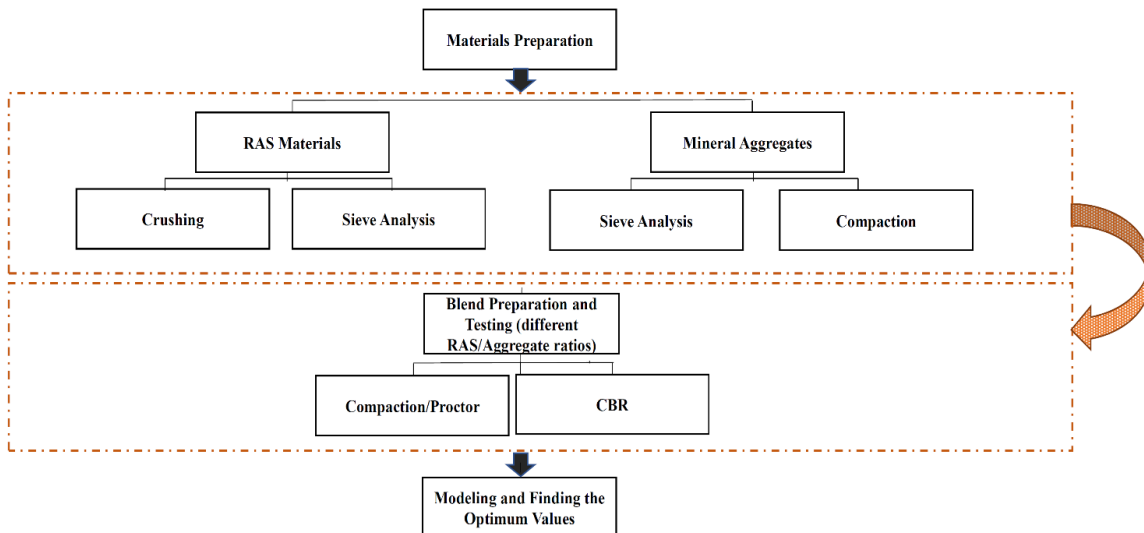 Materials Preparation
RAS Materials
Mineral Aggregates
Crushing
Sieve Analysis
Sieve Analysis
Compaction
Blend Preparation and
Testing (different
RAS/Aggregate ratios)
Compaction/Proctor
CBR
Modeling and Finding the
Optimum Values